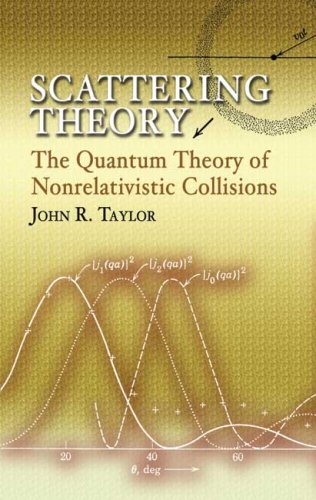 SCATTERING
THEORY
The Quantum Theory of
Nonrelativistic Collisions
JOHN R. TAYLOR
[j₁(qa)]² [j₂(qa)]² [j₀(qa)]²
20 40 60
θ, deg →